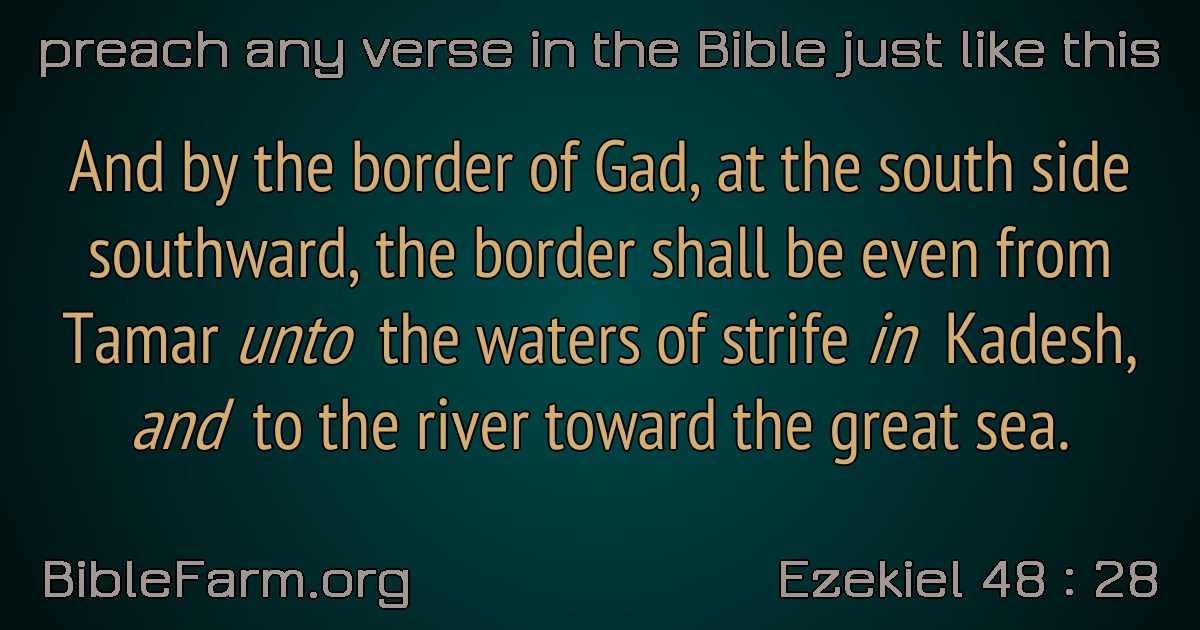 preach any verse in the Bible just like this
And by the border of Gad, at the south side
southward, the border shall be even from
Tamar unto the waters of strife in Kadesh,
and to the river toward the great sea.
BibleFarm.org
Ezekiel 48 : 28